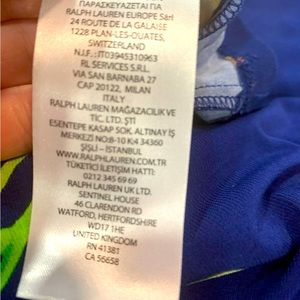 ΠΑΡΑΣΚΕΥΑΖΕΤΑΙ ΓΙΑ
RALPH LAUREN EUROPE Sàrl
24 ROUTE DE LA GALAISE
1228 PLAN-LES-OUATES,
SWITZERLAND
N.I.F.: IT03945310963
RL SERVICES S.R.L.
VIA SAN BARNABA 27
CAP 20122, MILAN
ITALY
RALPH LAUREN MAĞAZACILIK VE
TİC. LTD. ŞTİ
ESENTEPE KASAP SOK. ALTINAY İŞ
MERKEZİ NO:8-10 K:4 34360
ŞİŞLİ – İSTANBUL
WWW.RALPHLAUREN.COM.TR
TÜKETİCİ İLETİŞİM HATTI:
0212 345 69 69
RALPH LAUREN UK LTD.
SENTINEL HOUSE
46 CLARENDON RD
WATFORD, HERTFORDSHIRE
WD17 1HE
UNITED KINGDOM
RN 41381
CA 56658